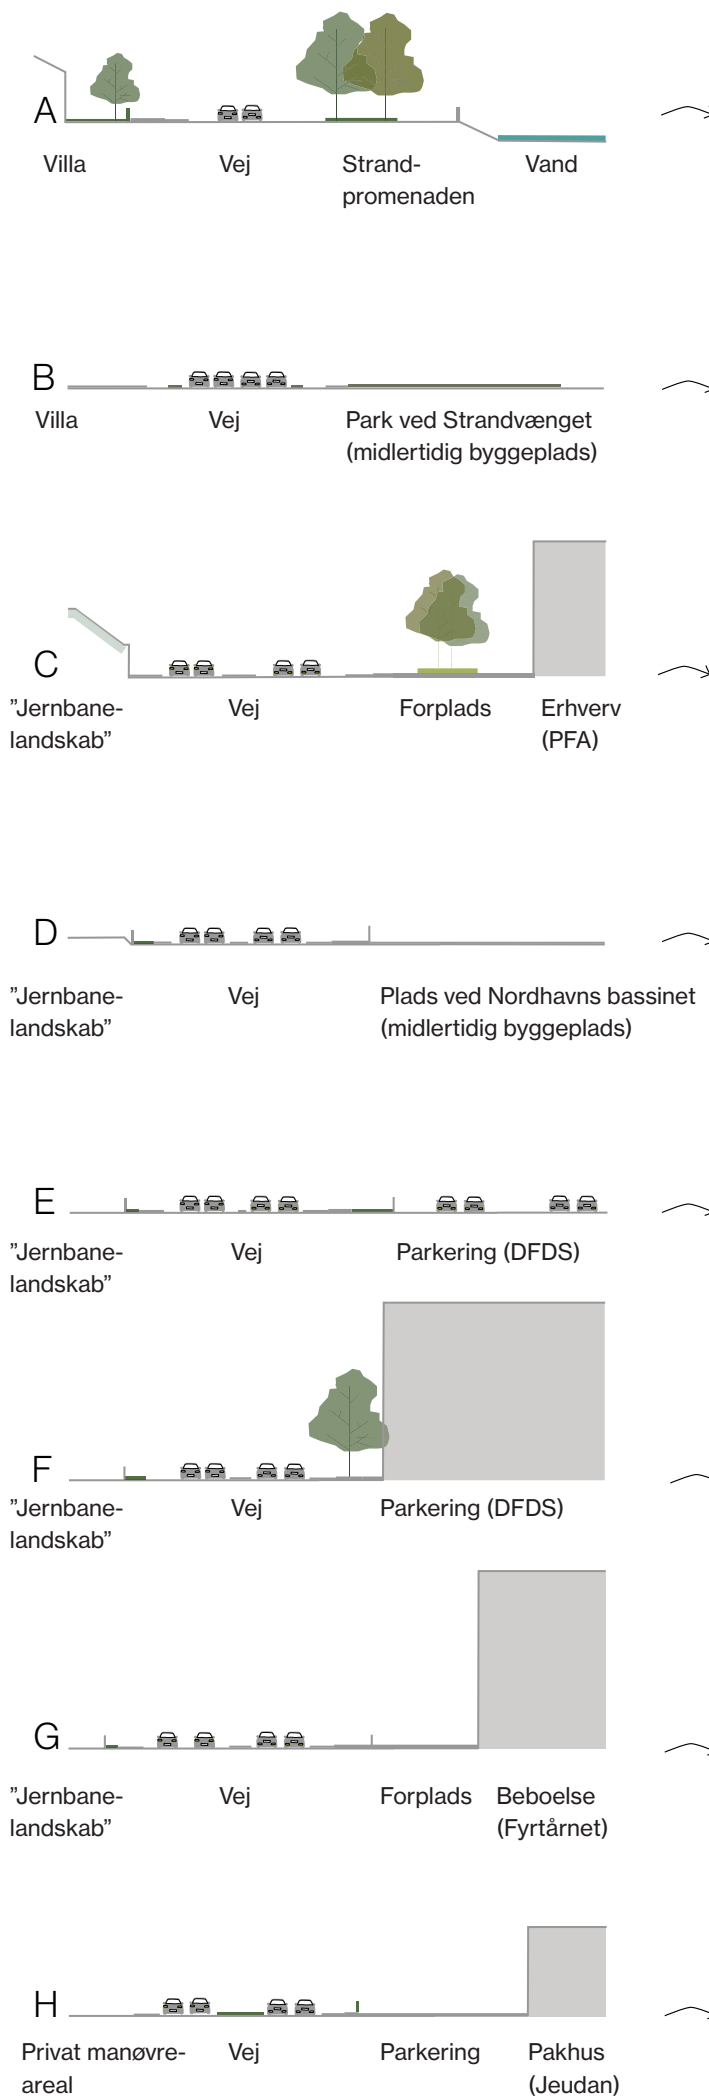 A
Villa Vej Strand-
promenaden Vand
B
Villa Vej Park ved Strandvænget
(midlertidig byggeplads)
C
"Jernbane-
landskab" Vej Forplads Erhverv
(PFA)
D
"Jernbane-
landskab" Vej Plads ved Nordhavns bassinet
(midlertidig byggeplads)
E
"Jernbane-
landskab" Vej Parkering (DFDS)
F
"Jernbane-
landskab" Vej Parkering (DFDS)
G
"Jernbane-
landskab" Vej Forplads Beboelse
(Fyrtårnet)
H
Privat manøvre-
areal Vej Parkering Pakhus
(Jeudan)